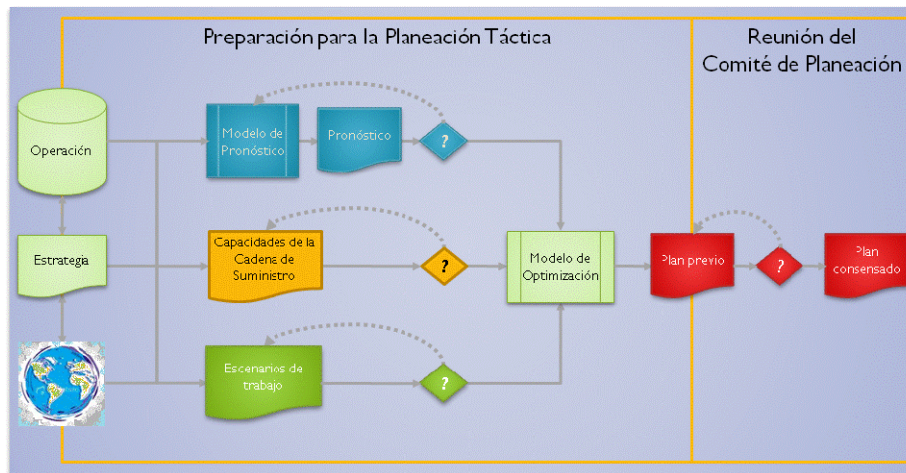 Preparación para la Planeación Táctica
Reunión del
Comité de Planeación
Operación
Modelo de
Pronóstico
Pronóstico
?
Estrategia
Capacidades de la
Cadena de
Suministro
?
Modelo de
Optimización
Plan previo
?
Plan
consensado
Escenarios de
trabajo
?